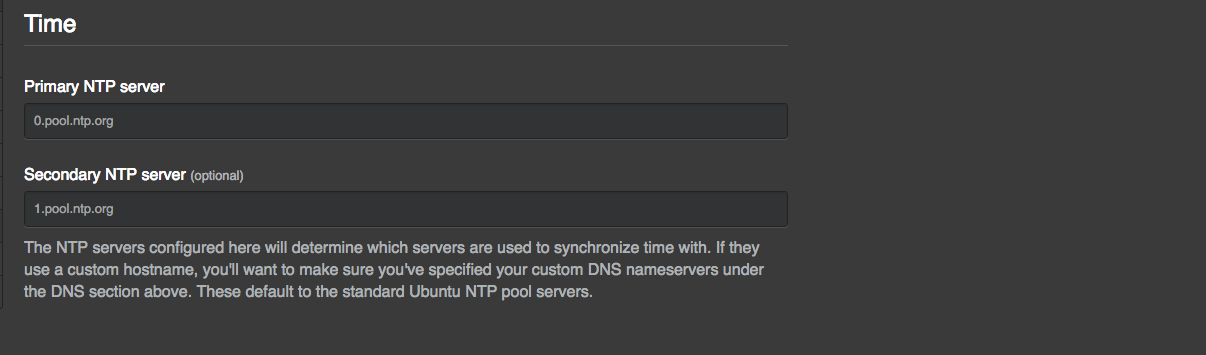 Time
Primary NTP server
0.pool.ntp.org
Secondary NTP server (optional)
1.pool.ntp.org
The NTP servers configured here will determine which servers are used to synchronize time with. If they
use a custom hostname, you'll want to make sure you've specified your custom DNS nameservers under
the DNS section above. These default to the standard Ubuntu NTP pool servers.